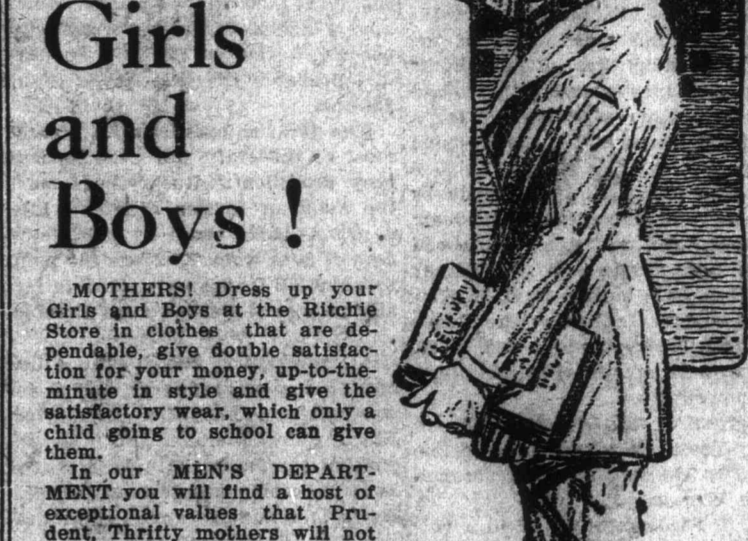 Girls
and
Boys !
MOTHERS! Dress up your
Girls and Boys at the Ritchie
Store in clothes that are de-
pendable, give double satisfac-
tion for your money, up-to-the-
minute in style and give the
satisfactory wear, which only a
child going to school can give
them.
In our MEN'S DEPART-
MENT you will find a host of
exceptional values that Pru-
dent, Thrifty mothers will not